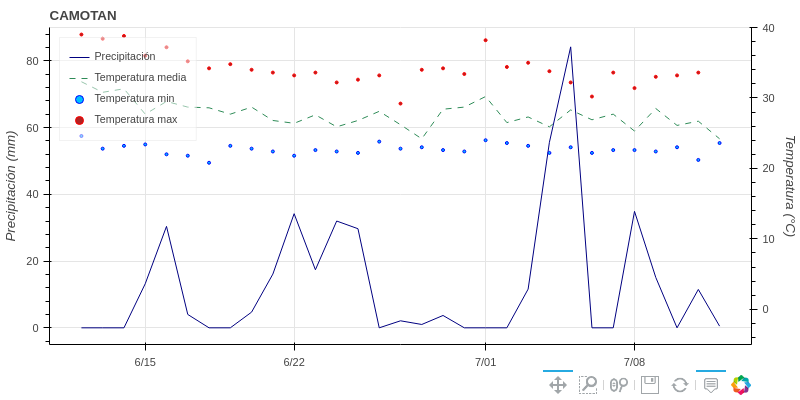 CAMOTAN
Precipitación
Temperatura media
Temperatura min
Temperatura max
80
60
40
20
0
Precipitación (mm)
40
30
20
10
0
Temperatura (°C)
6/15
6/22
7/01
7/08